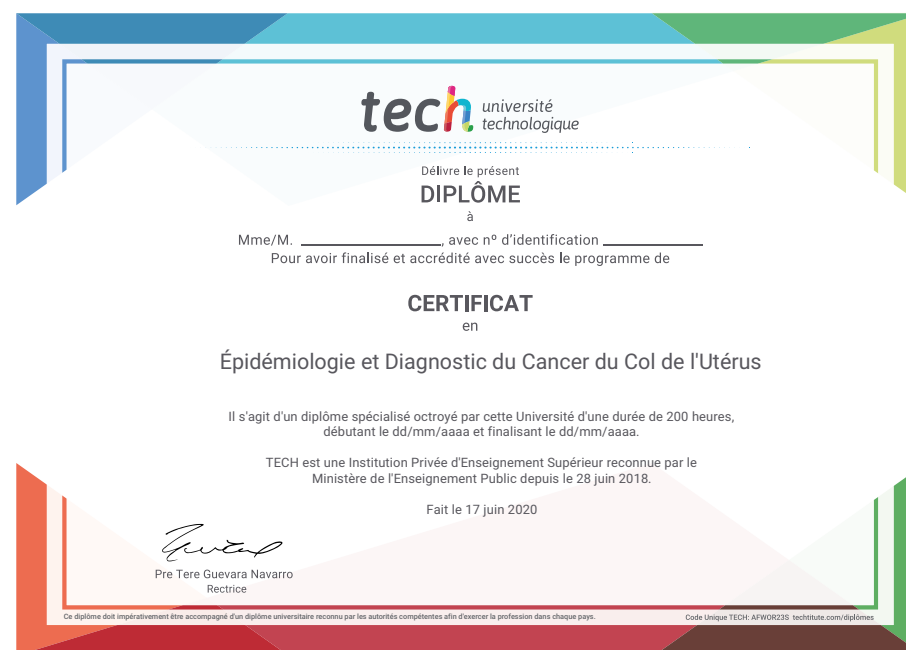 tech université
technologique
Délivre le présent
DIPLÔME
à
Mme/M. ____________________, avec nº d'identification ______________
Pour avoir finalisé et accrédité avec succès le programme de
CERTIFICAT
en
Épidémiologie et Diagnostic du Cancer du Col de l'Utérus
Il s'agit d'un diplôme spécialisé octroyé par cette Université d'une durée de 200 heures,
débutant le dd/mm/aaaa et finalisant le dd/mm/aaaa.
TECH est une Institution Privée d'Enseignement Supérieur reconnue par le
Ministère de l'Enseignement Public depuis le 28 juin 2018.
Fait le 17 juin 2020
Pre Tere Guevara Navarro
Rectrice
Ce diplôme doit impérativement être accompagné d'un diplôme universitaire reconnu par les autorités compétentes afin d'exercer la profession dans chaque pays.
Code Unique TECH: AFWOR23S techtitute.com/diplômes